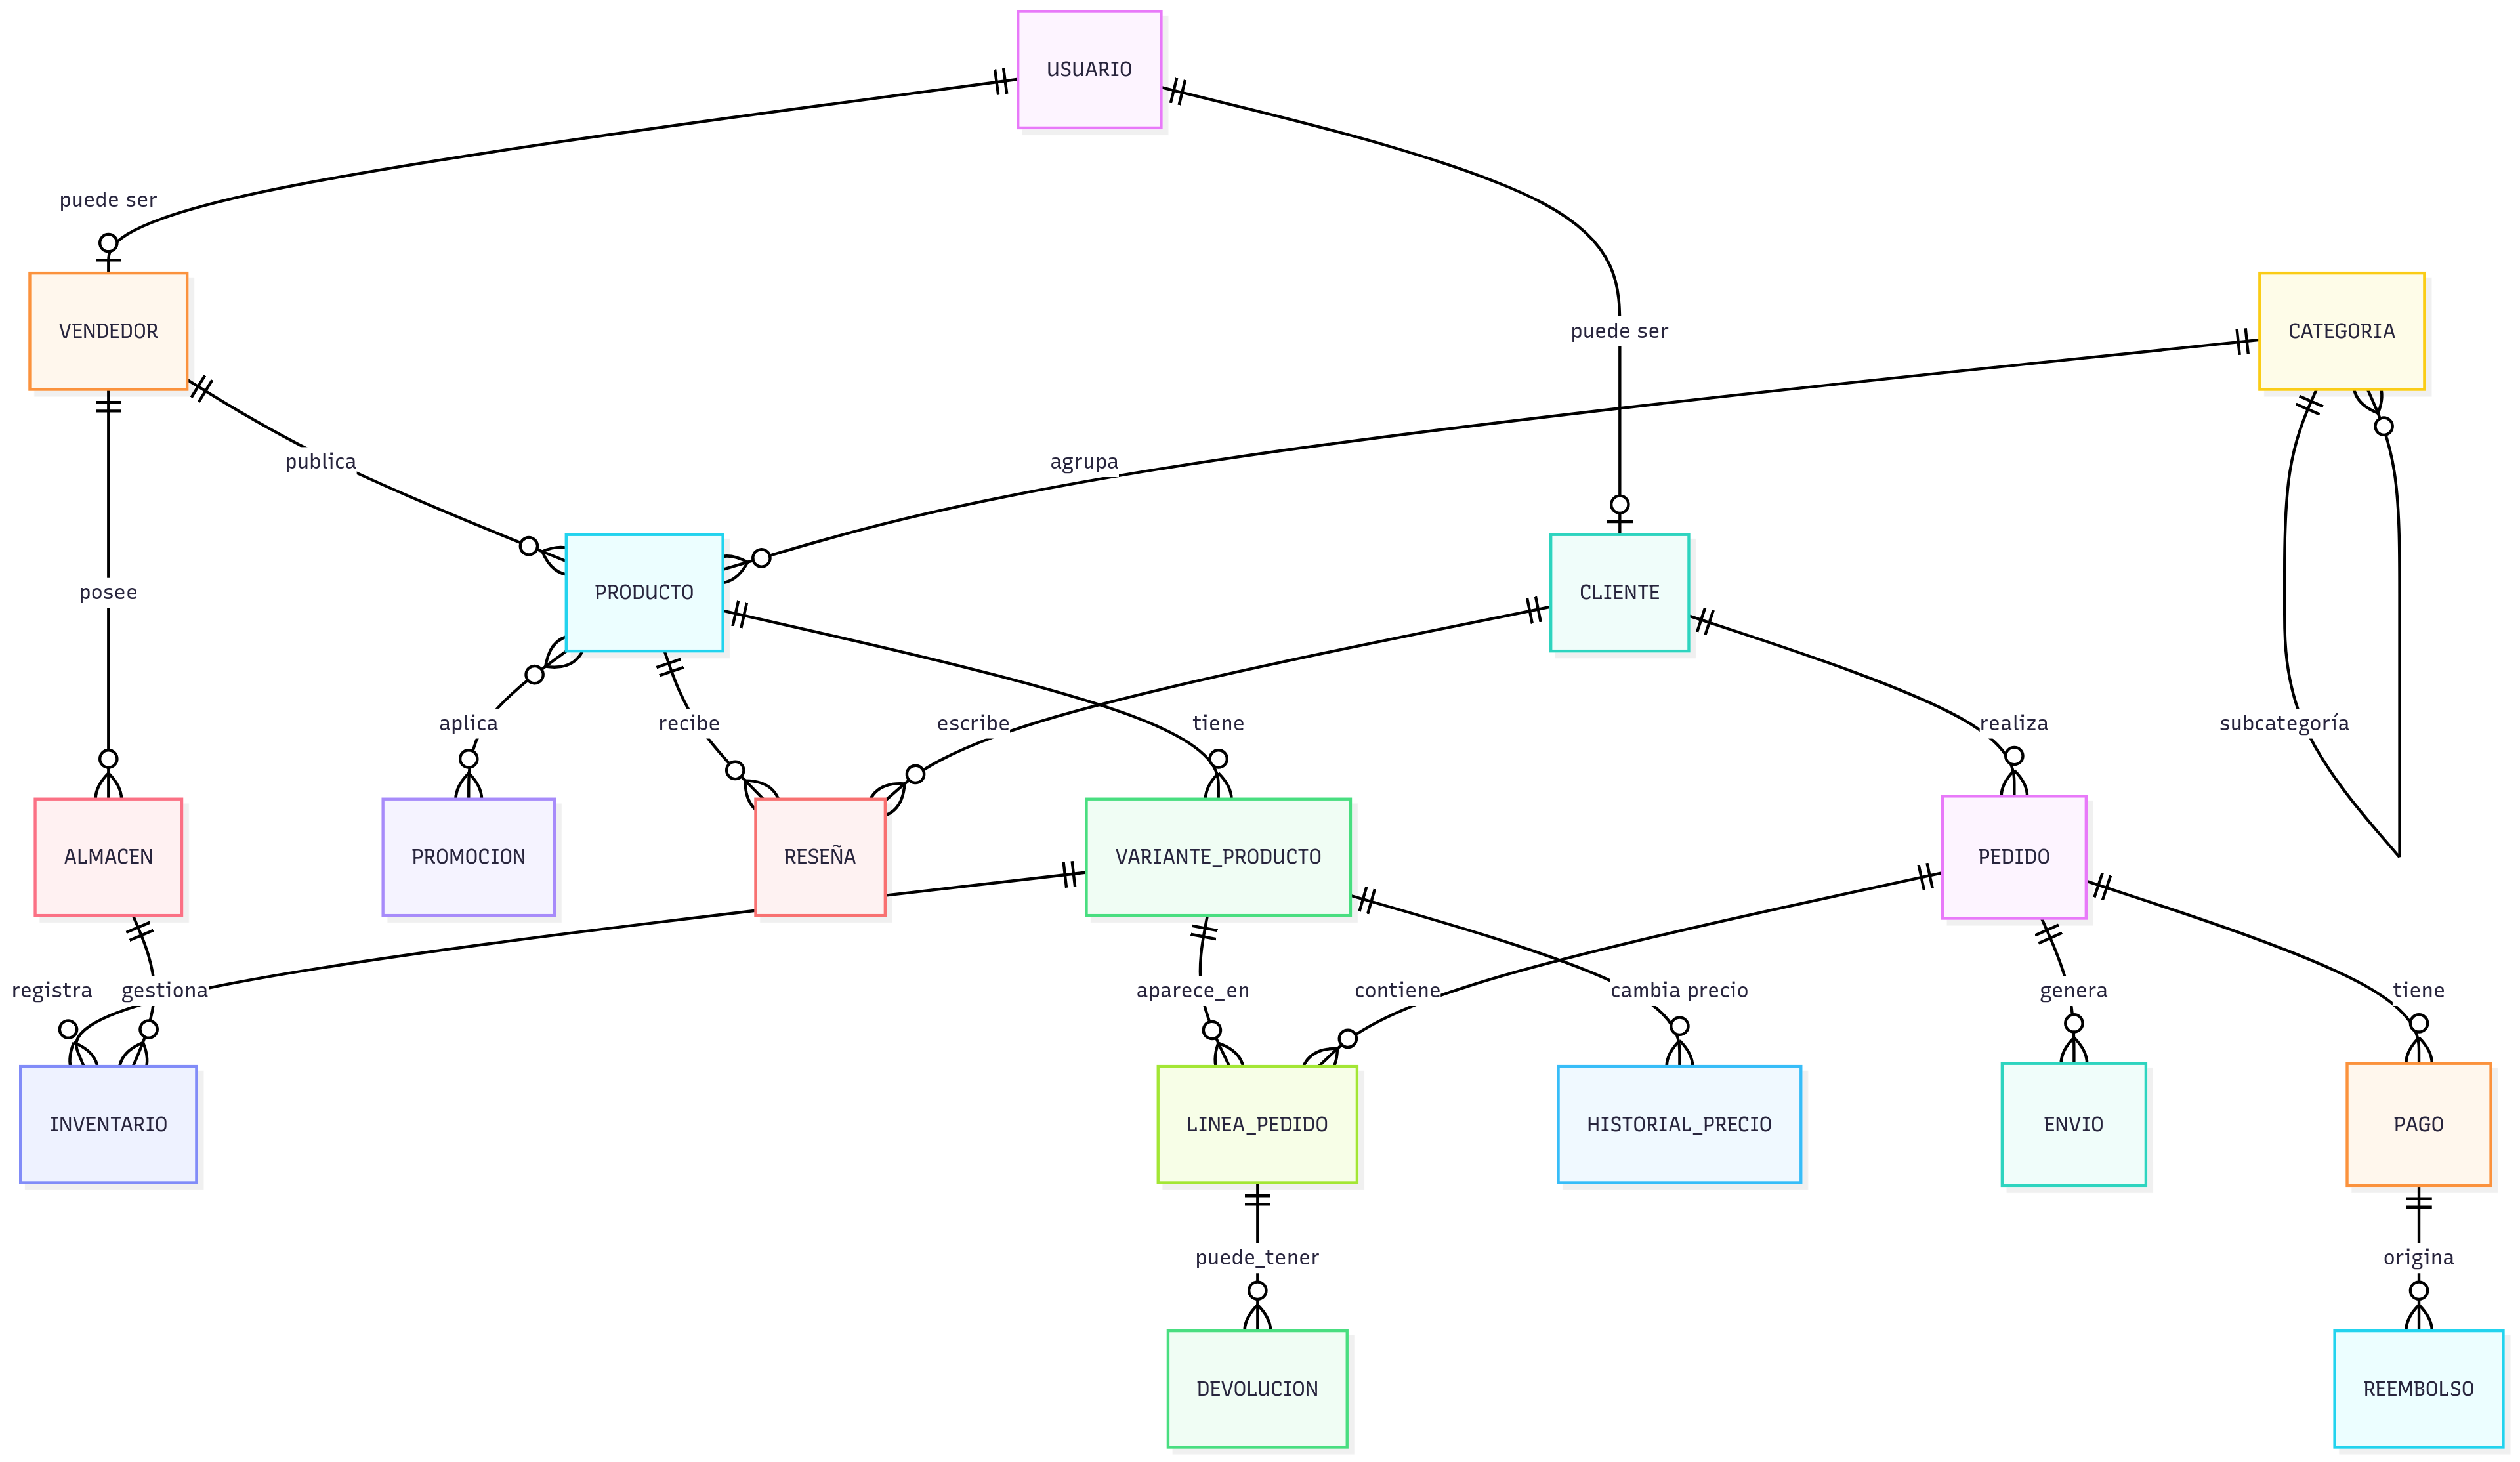 USUARIO
puede ser
VENDEDOR
puede ser
CATEGORIA
publica
agrupa
posee
PRODUCTO
CLIENTE
aplica
recibe
escribe
tiene
realiza
subcategoría
ALMACEN
PROMOCION
RESEÑA
VARIANTE_PRODUCTO
PEDIDO
registra
gestiona
aparece_en
contiene
cambia precio
genera
tiene
INVENTARIO
LINEA_PEDIDO
HISTORIAL_PRECIO
ENVIO
PAGO
puede_tener
origina
DEVOLUCION
REEMBOLSO